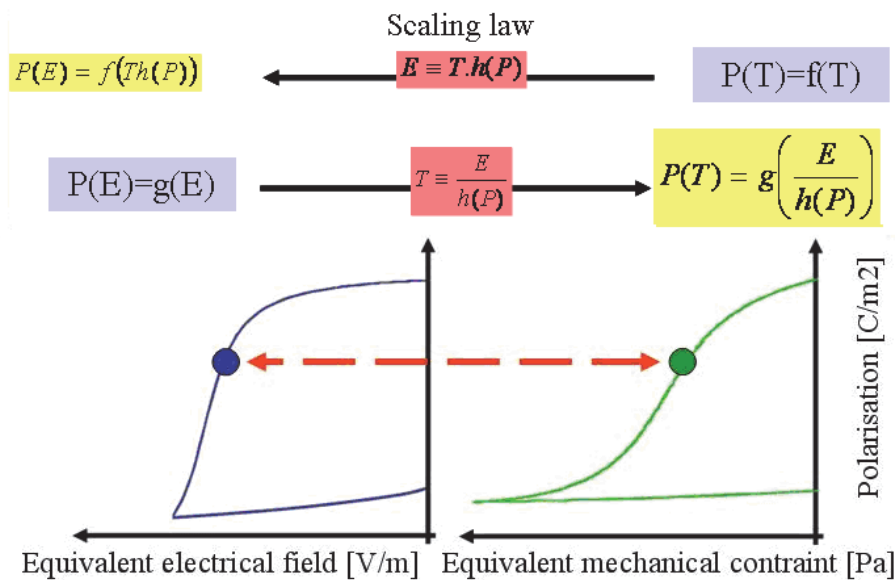 Scaling law
P(E) = f(Th(P))
E ≡ T.h(P)
P(T)=f(T)
P(E)=g(E)
T ≡ E/h(P)
P(T) = g(E/h(P))
Polarisation [C/m2]
Equivalent electrical field [V/m]
Equivalent mechanical contraint [Pa]